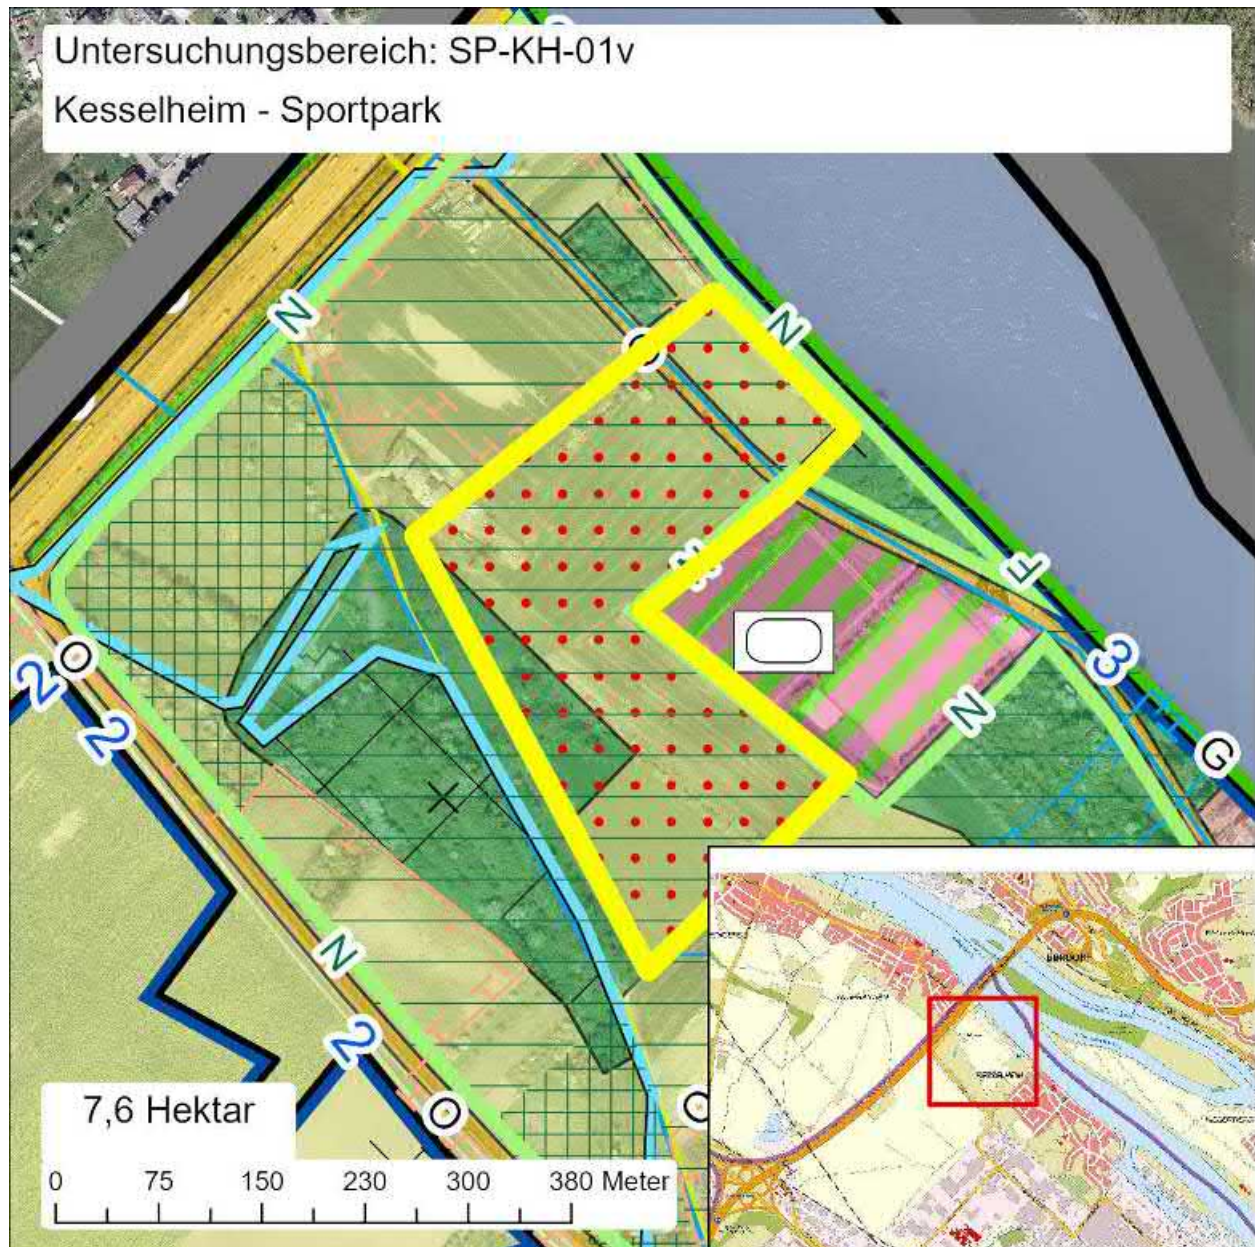 Untersuchungsbereich: SP-KH-01v
Kesselheim - Sportpark
N
N
O
H
F
N
3
G
2
O
2
N
2
O
O
7,6 Hektar
0 75 150 230 300 380 Meter